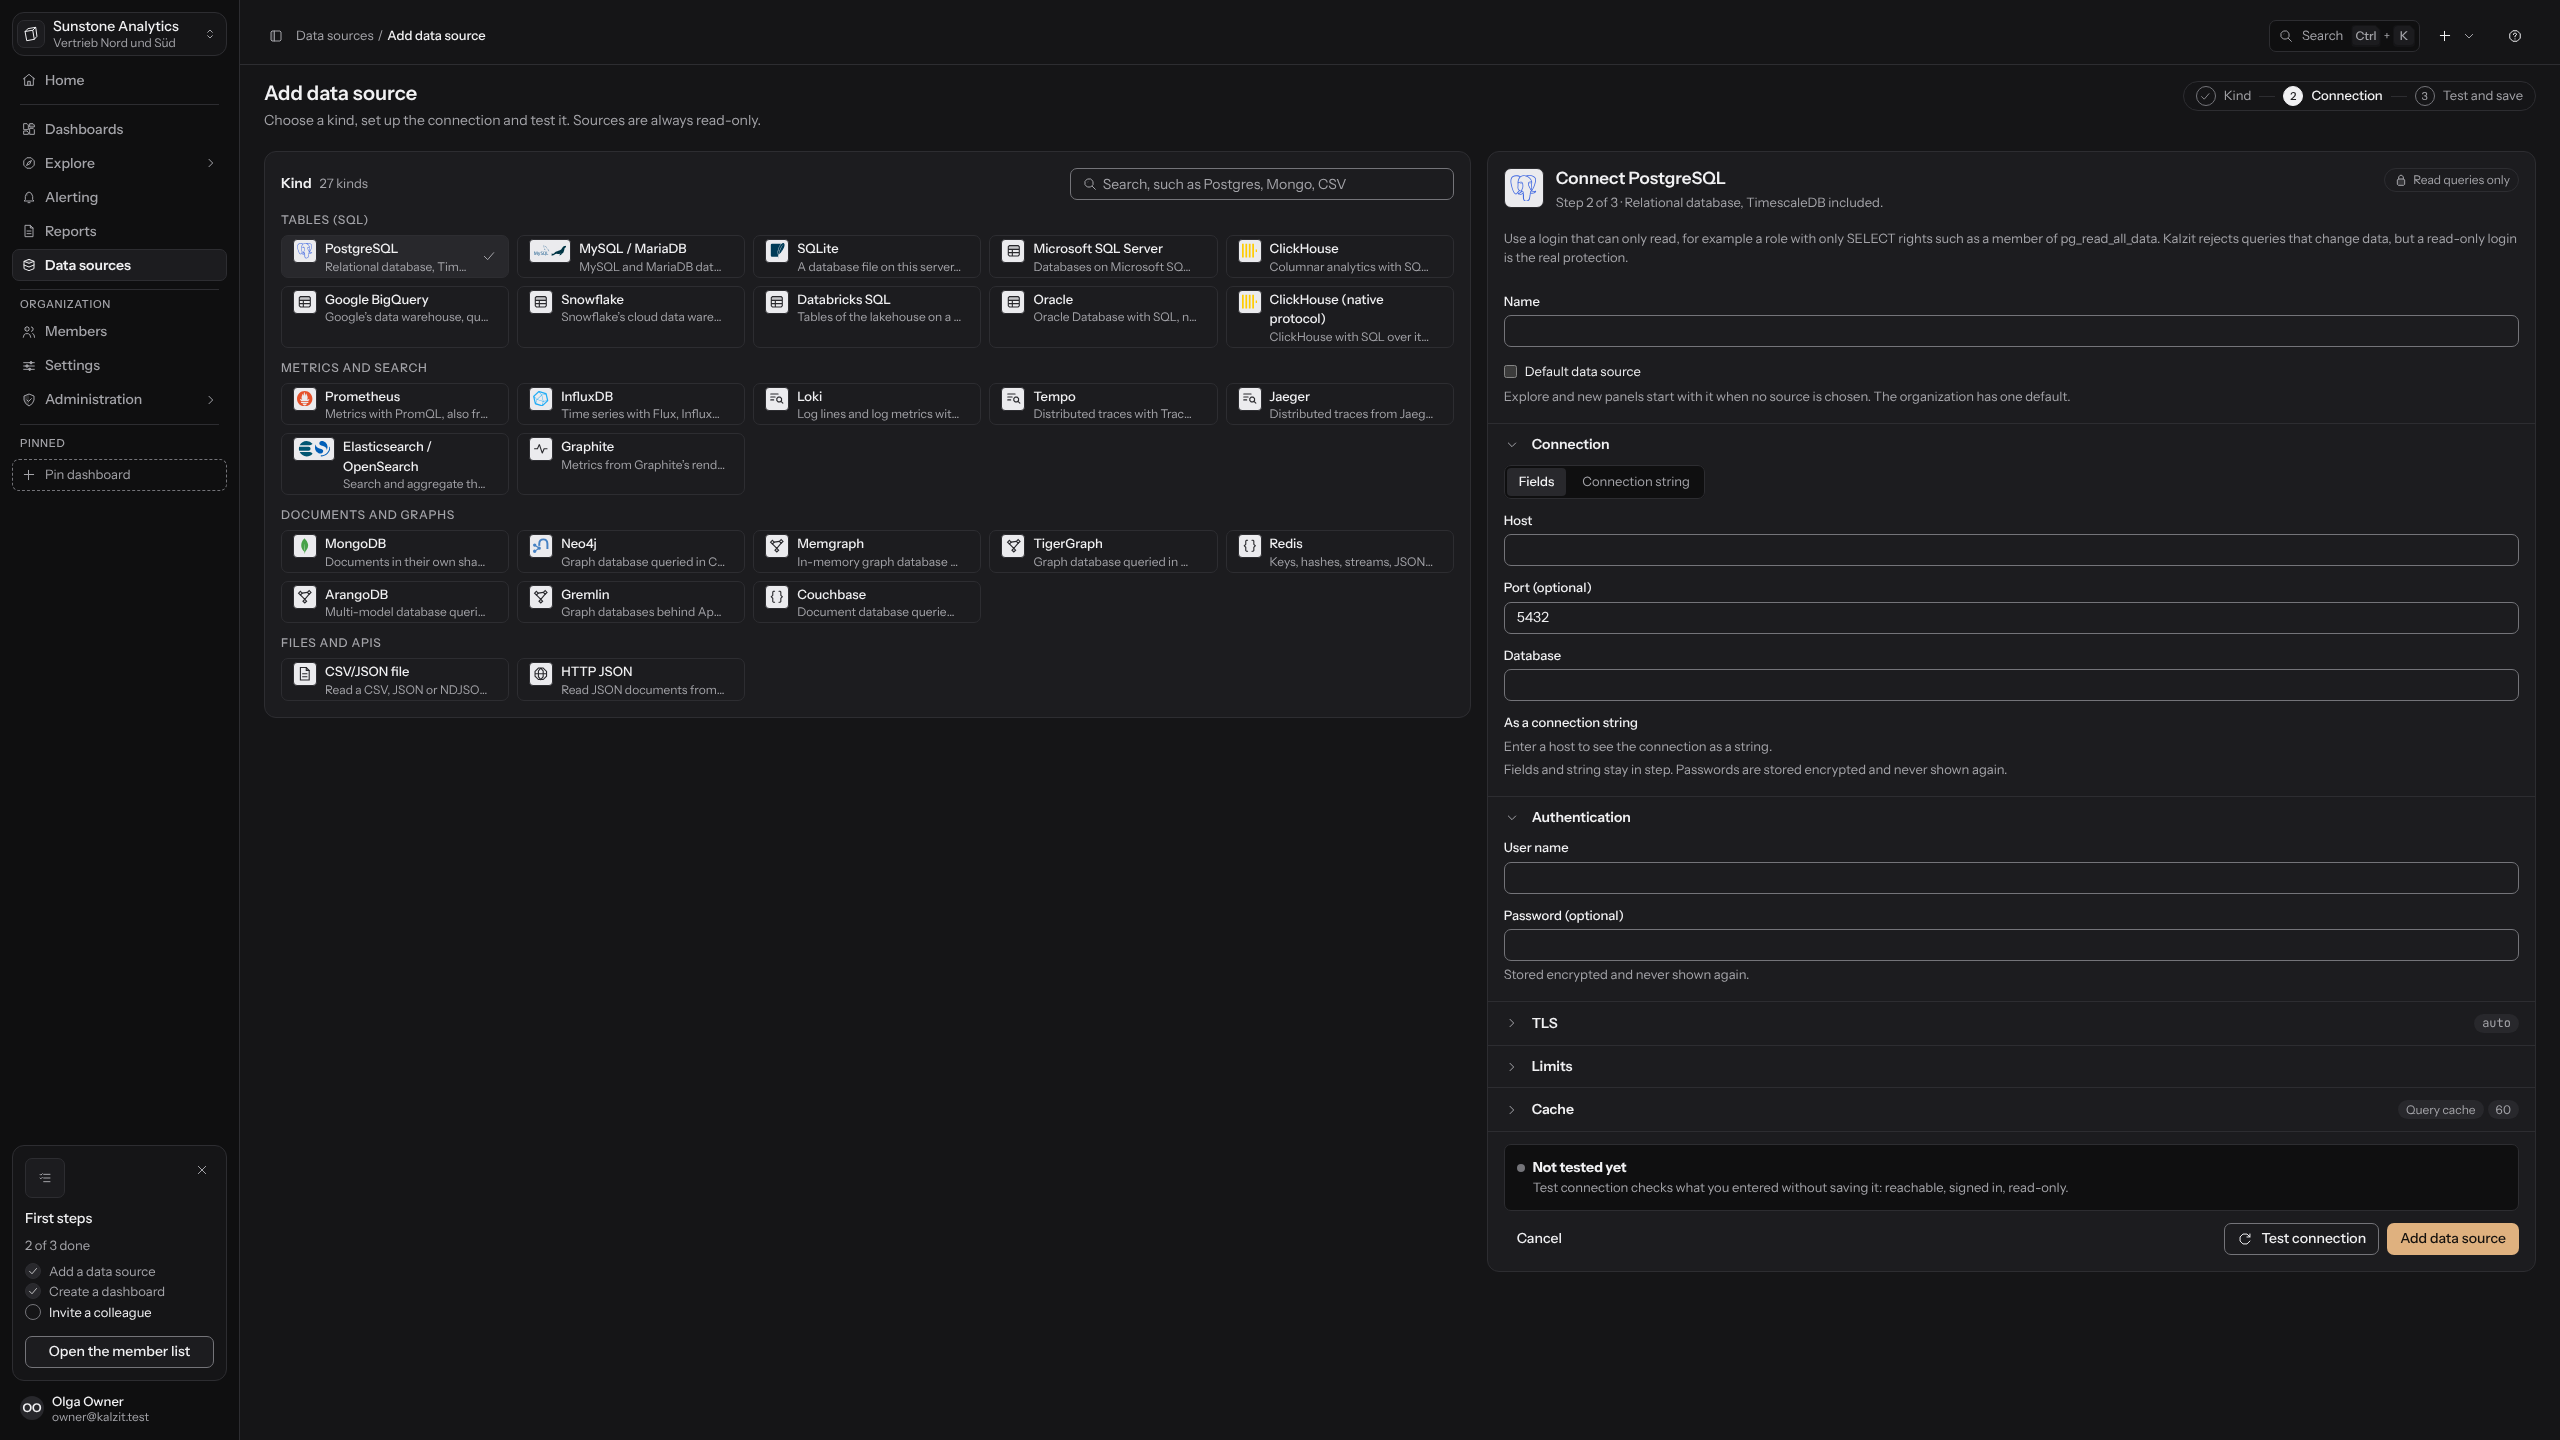 Sunstone Analytics
Vertrieb Nord und Süd
Home
Dashboards
Explore
Alerting
Reports
Data sources
ORGANIZATION
Members
Settings
Administration
PINNED
Pin dashboard
First steps
2 of 3 done
Add a data source
Create a dashboard
Invite a colleague
Open the member list
OO
Olga Owner
owner@kalzit.test
Data sources / Add data source
Search Ctrl + K
Add data source
Choose a kind, set up the connection and test it. Sources are always read-only.
Kind
2 Connection
3 Test and save
Kind 27 kinds
Search, such as Postgres, Mongo, CSV
TABLES (SQL)
PostgreSQL
Relational database, Tim...
MySQL / MariaDB
MySQL and MariaDB dat...
SQLite
A database file on this server...
Microsoft SQL Server
Databases on Microsoft SQ...
ClickHouse
Columnar analytics with SQ...
Google BigQuery
Google's data warehouse, qu...
Snowflake
Snowflake's cloud data ware...
Databricks SQL
Tables of the lakehouse on a ...
Oracle
Oracle Database with SQL, n...
ClickHouse (native
protocol)
ClickHouse with SQL over it...
METRICS AND SEARCH
Prometheus
Metrics with PromQL, also fr...
InfluxDB
Time series with Flux, Influx...
Loki
Log lines and log metrics wit...
Tempo
Distributed traces with Trac...
Jaeger
Distributed traces from Jaeg...
Elasticsearch /
OpenSearch
Search and aggregate th...
Graphite
Metrics from Graphite's rend...
DOCUMENTS AND GRAPHS
MongoDB
Documents in their own sha...
Neo4j
Graph database queried in C...
Memgraph
In-memory graph database ...
TigerGraph
Graph database queried in ...
Redis
Keys, hashes, streams, JSON...
ArangoDB
Multi-model database queri...
Gremlin
Graph databases behind Ap...
Couchbase
Document database querie...
FILES AND APIS
CSV/JSON file
Read a CSV, JSON or NDJSO...
HTTP JSON
Read JSON documents from...
Connect PostgreSQL
Step 2 of 3 · Relational database, TimescaleDB included.
Read queries only
Use a login that can only read, for example a role with only SELECT rights such as a member of pg_read_all_data. Kalzit rejects queries that change data, but a read-only login
is the real protection.
Name
Default data source
Explore and new panels start with it when no source is chosen. The organization has one default.
Connection
Fields
Connection string
Host
Port (optional)
5432
Database
As a connection string
Enter a host to see the connection as a string.
Fields and string stay in step. Passwords are stored encrypted and never shown again.
Authentication
User name
Password (optional)
Stored encrypted and never shown again.
TLS
auto
Limits
Cache
Query cache 60
Not tested yet
Test connection checks what you entered without saving it: reachable, signed in, read-only.
Cancel
Test connection
Add data source